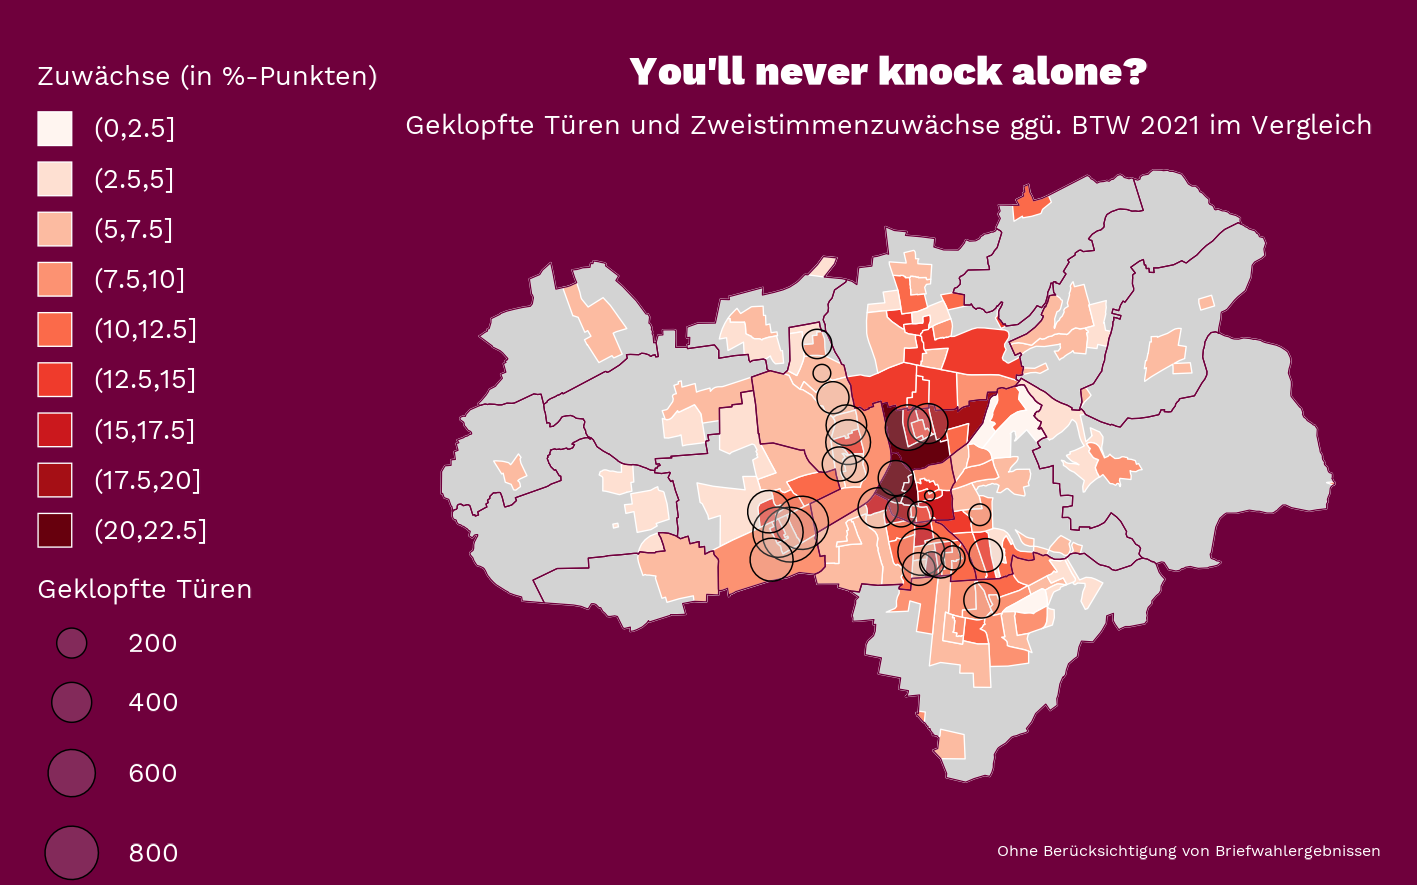 You'll never knock alone?
Geklopfte Türen und Zweistimmenzuwächse ggü. BTW 2021 im Vergleich
Zuwächse (in %-Punkten)
(0,2.5]
(2.5,5]
(5,7.5]
(7.5,10]
(10,12.5]
(12.5,15]
(15,17.5]
(17.5,20]
(20,22.5]
Geklopfte Türen
200
400
600
800
Ohne Berücksichtigung von Briefwahlergebnissen